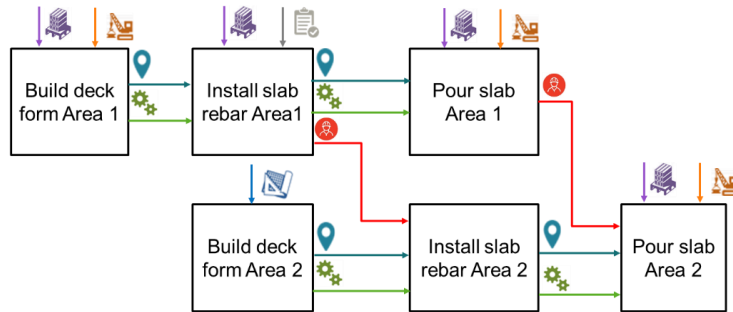 Build deck
form Area 1
Install slab
rebar Area1
Pour slab
Area 1
Build deck
form Area 2
Install slab
rebar Area 2
Pour slab
Area 2